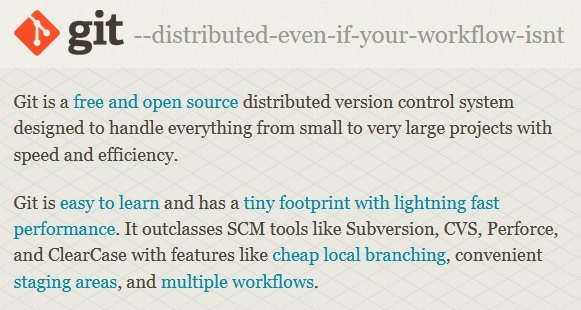 git --distributed-even-if-your-workflow-isnt
Git is a free and open source distributed version control system
designed to handle everything from small to very large projects with
speed and efficiency.
Git is easy to learn and has a tiny footprint with lightning fast
performance. It outclasses SCM tools like Subversion, CVS, Perforce,
and ClearCase with features like cheap local branching, convenient
staging areas, and multiple workflows.